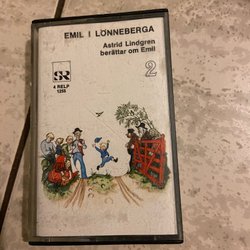 EMIL I LÖNNEBERGA
Astrid Lindgren
berättar om Emil
SR
4 RELP
1255
2